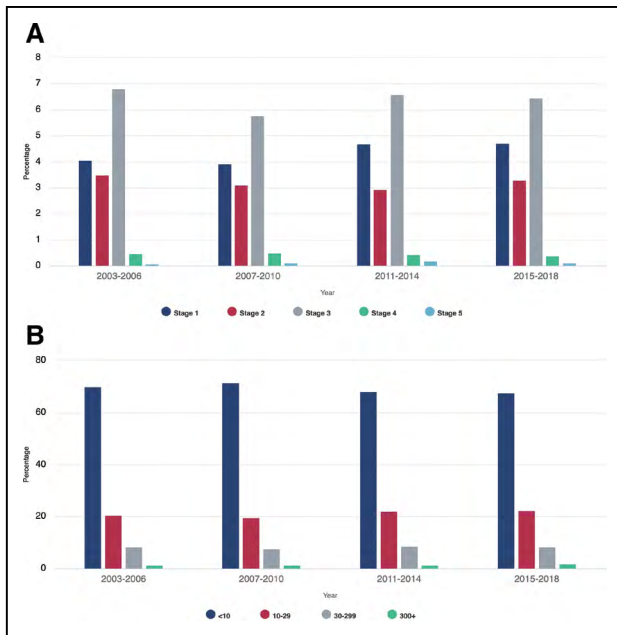 A
8
7
6
5
4
3
2
1
0
Percentage
2003-2006
2007-2010
2011-2014
2015-2018
Year
Stage 1
Stage 2
Stage 3
Stage 4
Stage 5
B
80
60
40
20
0
Percentage
2003-2006
2007-2010
2011-2014
2015-2018
Year
<10
10-29
30-299
300+